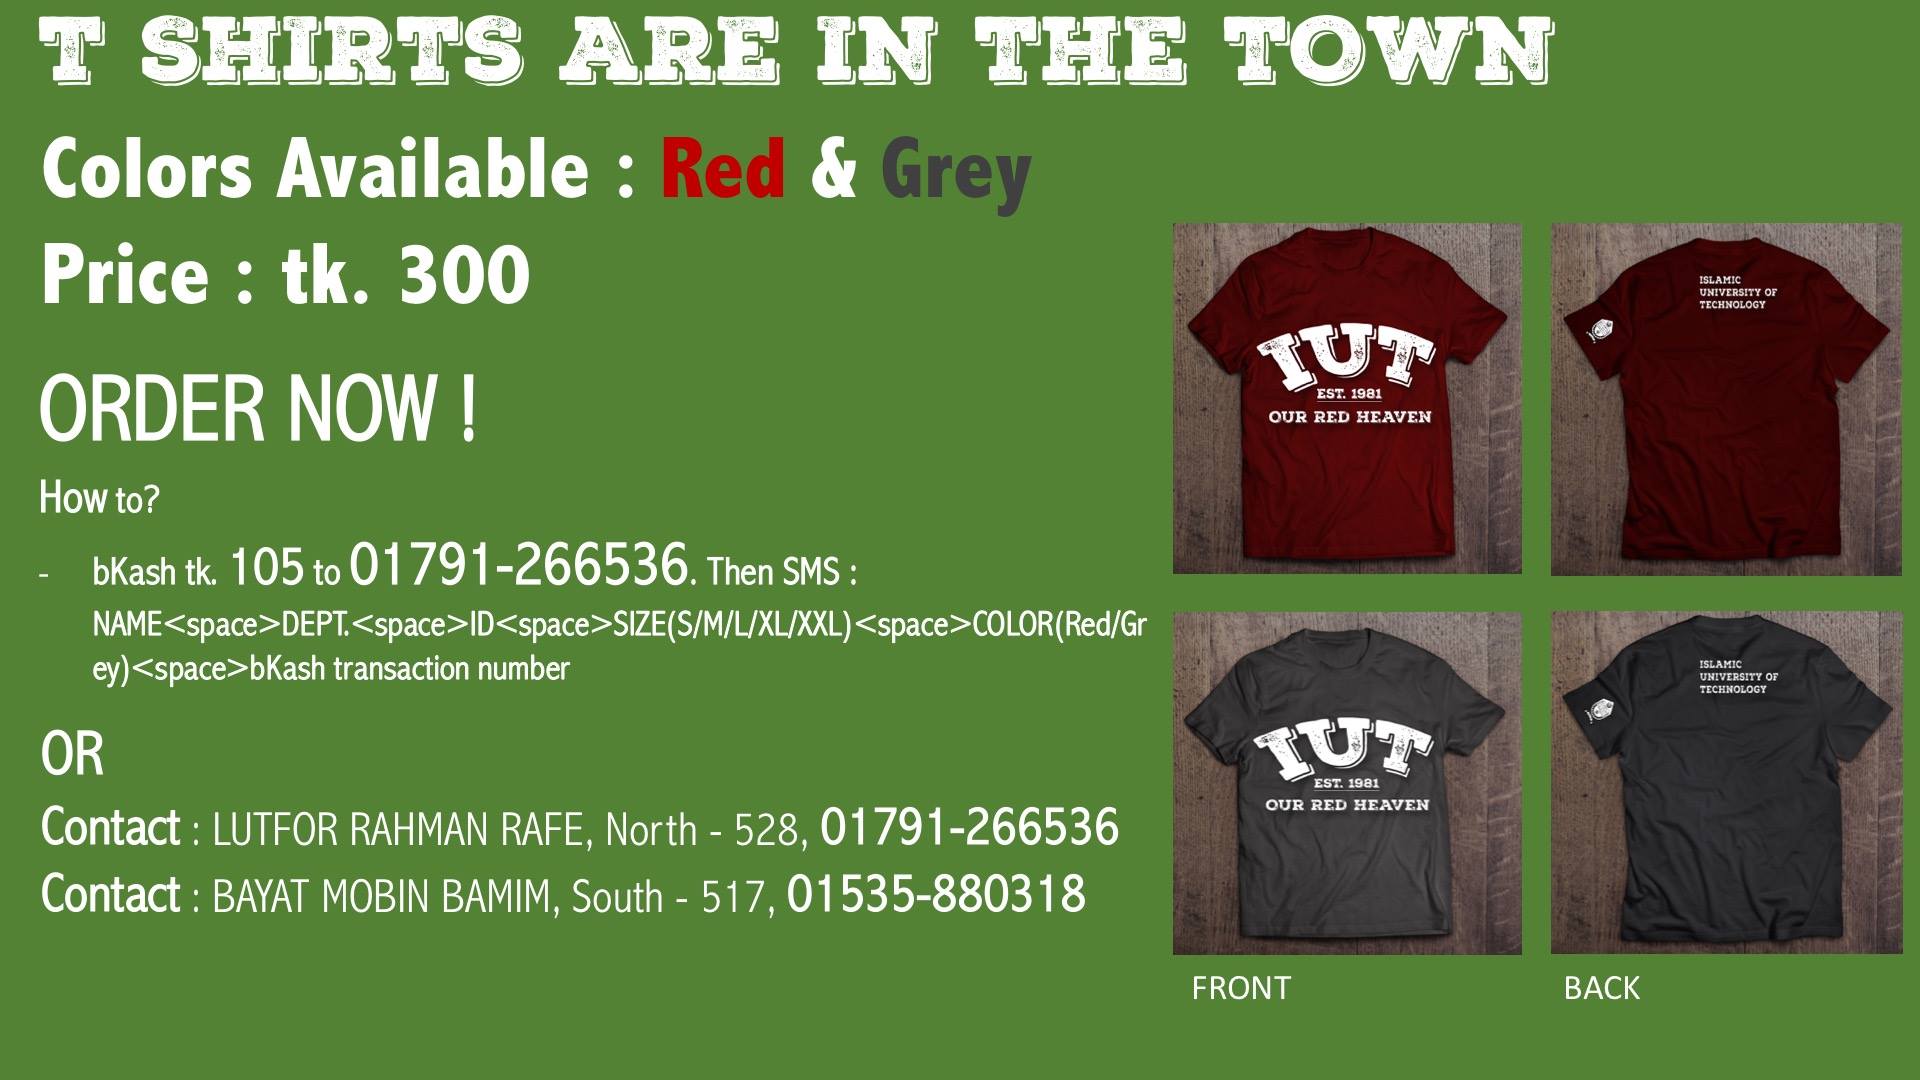 T SHIRTS ARE IN THE TOWN
Colors Available : Red & Grey
Price : tk. 300
ORDER NOW !
How to?
- bKash tk. 105 to 01791-266536. Then SMS :
NAME<space>DEPT.<space>ID<space>SIZE(S/M/L/XL/XXL)<space>COLOR(Red/Gr
ey)<space>bKash transaction number
OR
Contact : LUTFOR RAHMAN RAFE, North - 528, 01791-266536
Contact : BAYAT MOBIN BAMIM, South - 517, 01535-880318
IUT
EST. 1981
OUR RED HEAVEN
ISLAMIC
UNIVERSITY OF
TECHNOLOGY
IUT
EST. 1981
OUR RED HEAVEN
ISLAMIC
UNIVERSITY OF
TECHNOLOGY
FRONT
BACK